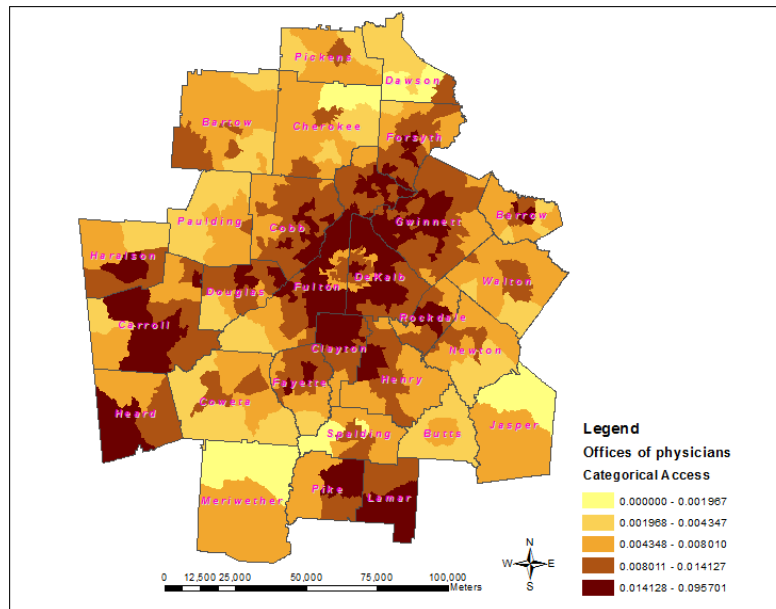 Pickens
Dawson
Barrow
Cherokee
Forsyth
Paulding
Cobb
Gwinnett
Barrow
Haralson
Douglas
Fulton
DeKalb
Walton
Carroll
Rockdale
Clayton
Newton
Heard
Coweta
Fayette
Henry
Spalding
Butts
Jasper
Meriwether
Pike
Lamar
Legend
Offices of physicians
Categorical Access
0.000000 - 0.001967
0.001968 - 0.004347
0.004348 - 0.008010
0.008011 - 0.014127
0.014128 - 0.095701
N
W E
S
0 12,500 25,000 50,000 75,000 100,000
Meters